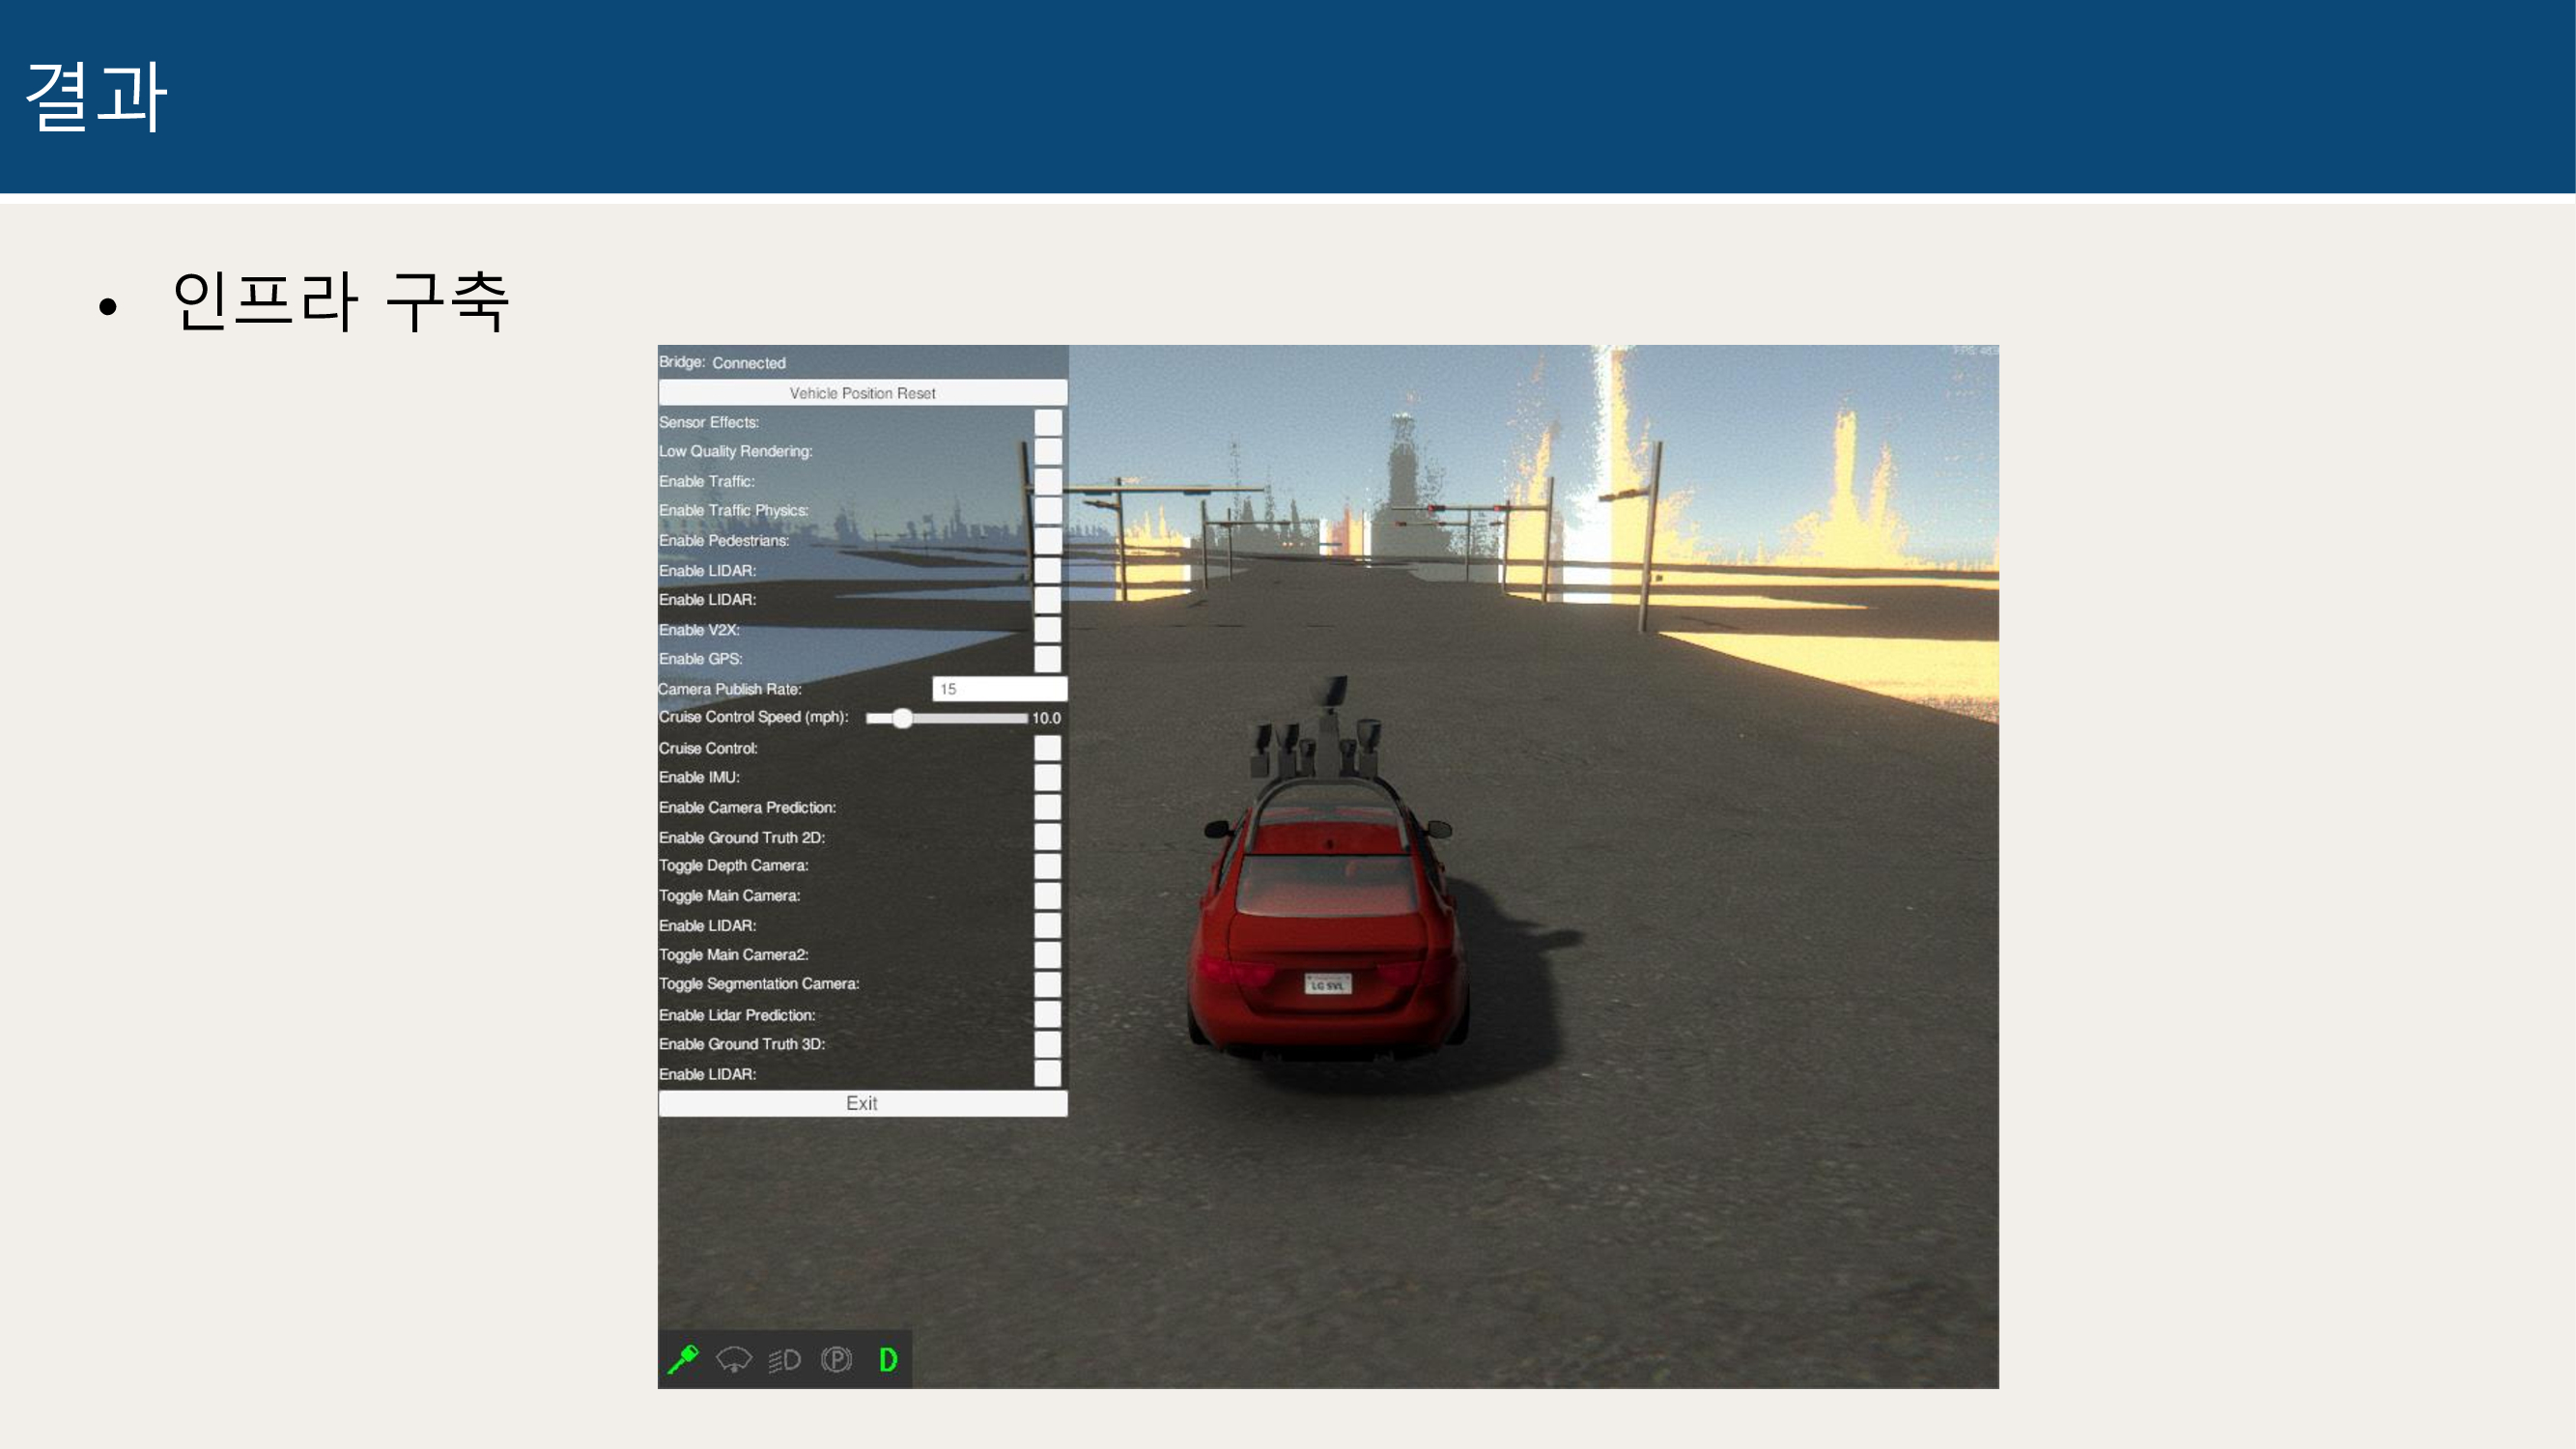 결과
• 인프라 구축
Bridge: Connected
Vehicle Position Reset
Sensor Effects:
Low Quality Rendering:
Enable Traffic:
Enable Traffic Physics:
Enable Pedestrians:
Enable LIDAR:
Enable LIDAR:
Enable V2X:
Enable GPS:
Camera Publish Rate: 15
Cruise Control Speed (mph): 10.0
Cruise Control:
Enable IMU:
Enable Camera Prediction:
Enable Ground Truth 2D:
Toggle Depth Camera:
Toggle Main Camera:
Enable LIDAR:
Toggle Main Camera2:
Toggle Segmentation Camera:
Enable Lidar Prediction:
Enable Ground Truth 3D:
Enable LIDAR:
Exit
LG SVL
P D